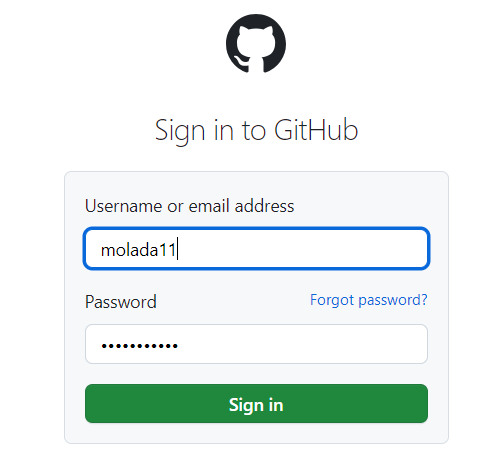 Sign in to GitHub
Username or email address
molada11
Password Forgot password?
•••••••••••
Sign in